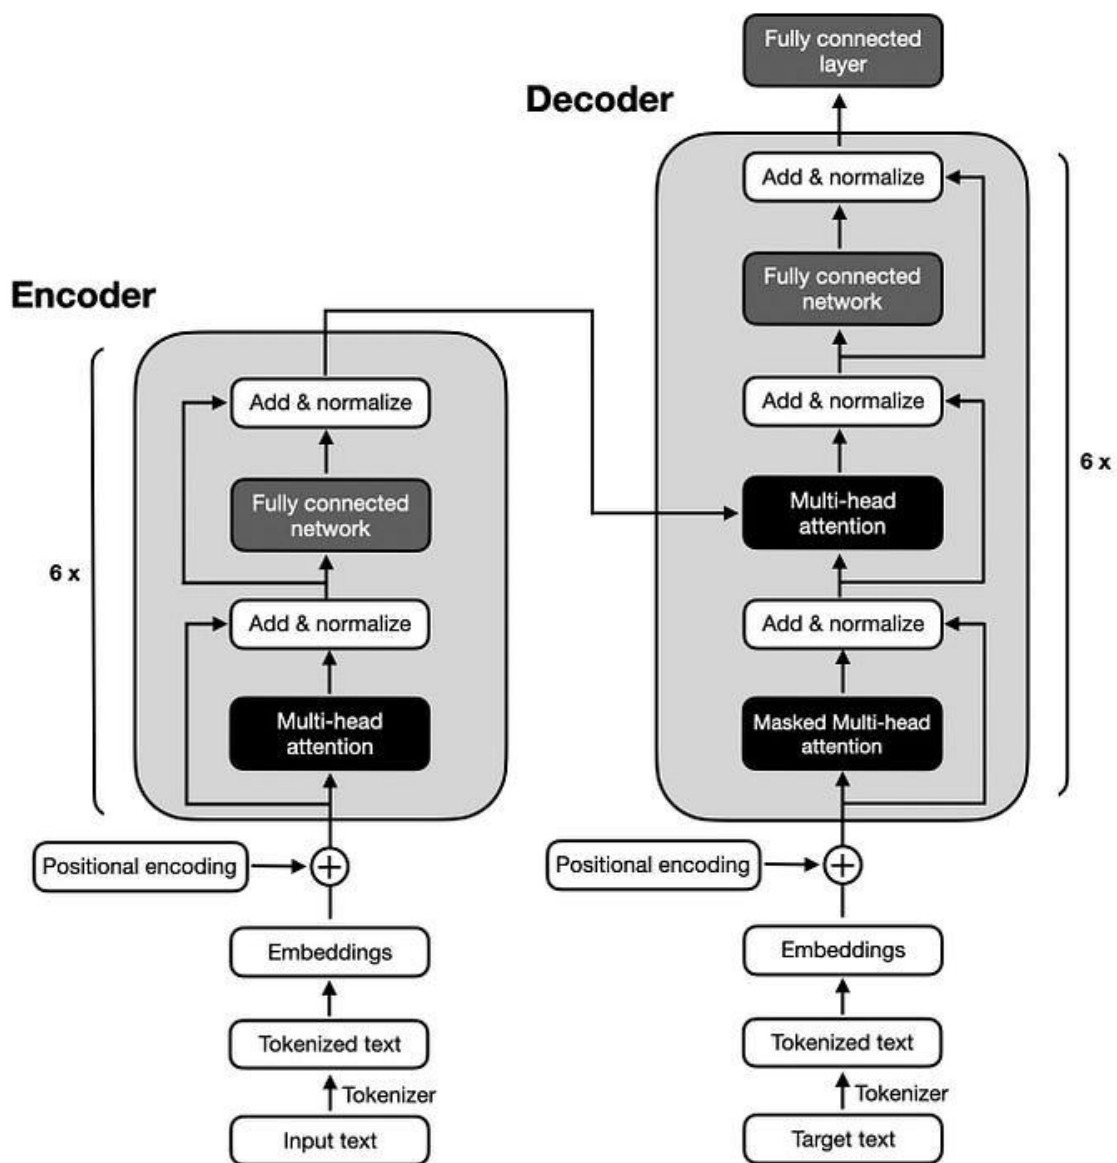 Fully connected
layer
Decoder
Add & normalize
Fully connected
network
Add & normalize
6 x
Multi-head
attention
Add & normalize
Masked Multi-head
attention
Positional encoding
+
Embeddings
Tokenized text
Tokenizer
Target text
Encoder
Add & normalize
Fully connected
network
6 x
Add & normalize
Multi-head
attention
Positional encoding
+
Embeddings
Tokenized text
Tokenizer
Input text